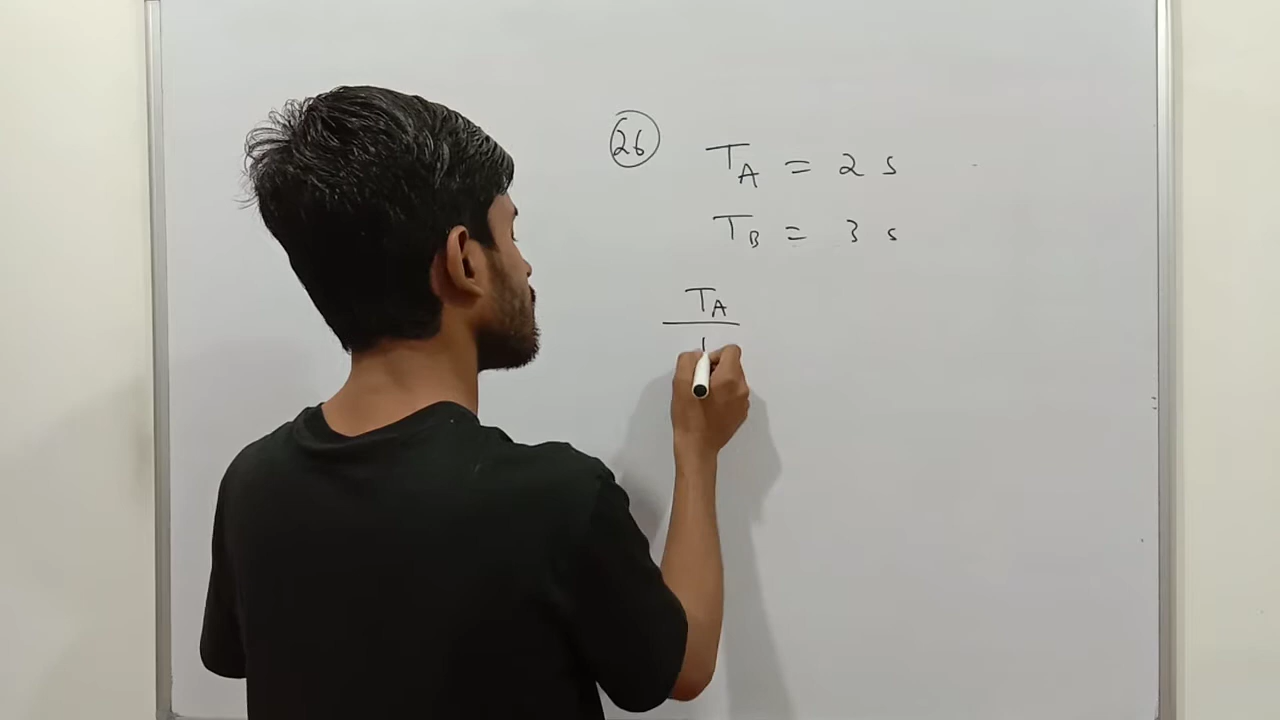 26
T_A = 2 s
T_B = 3 s
T_A